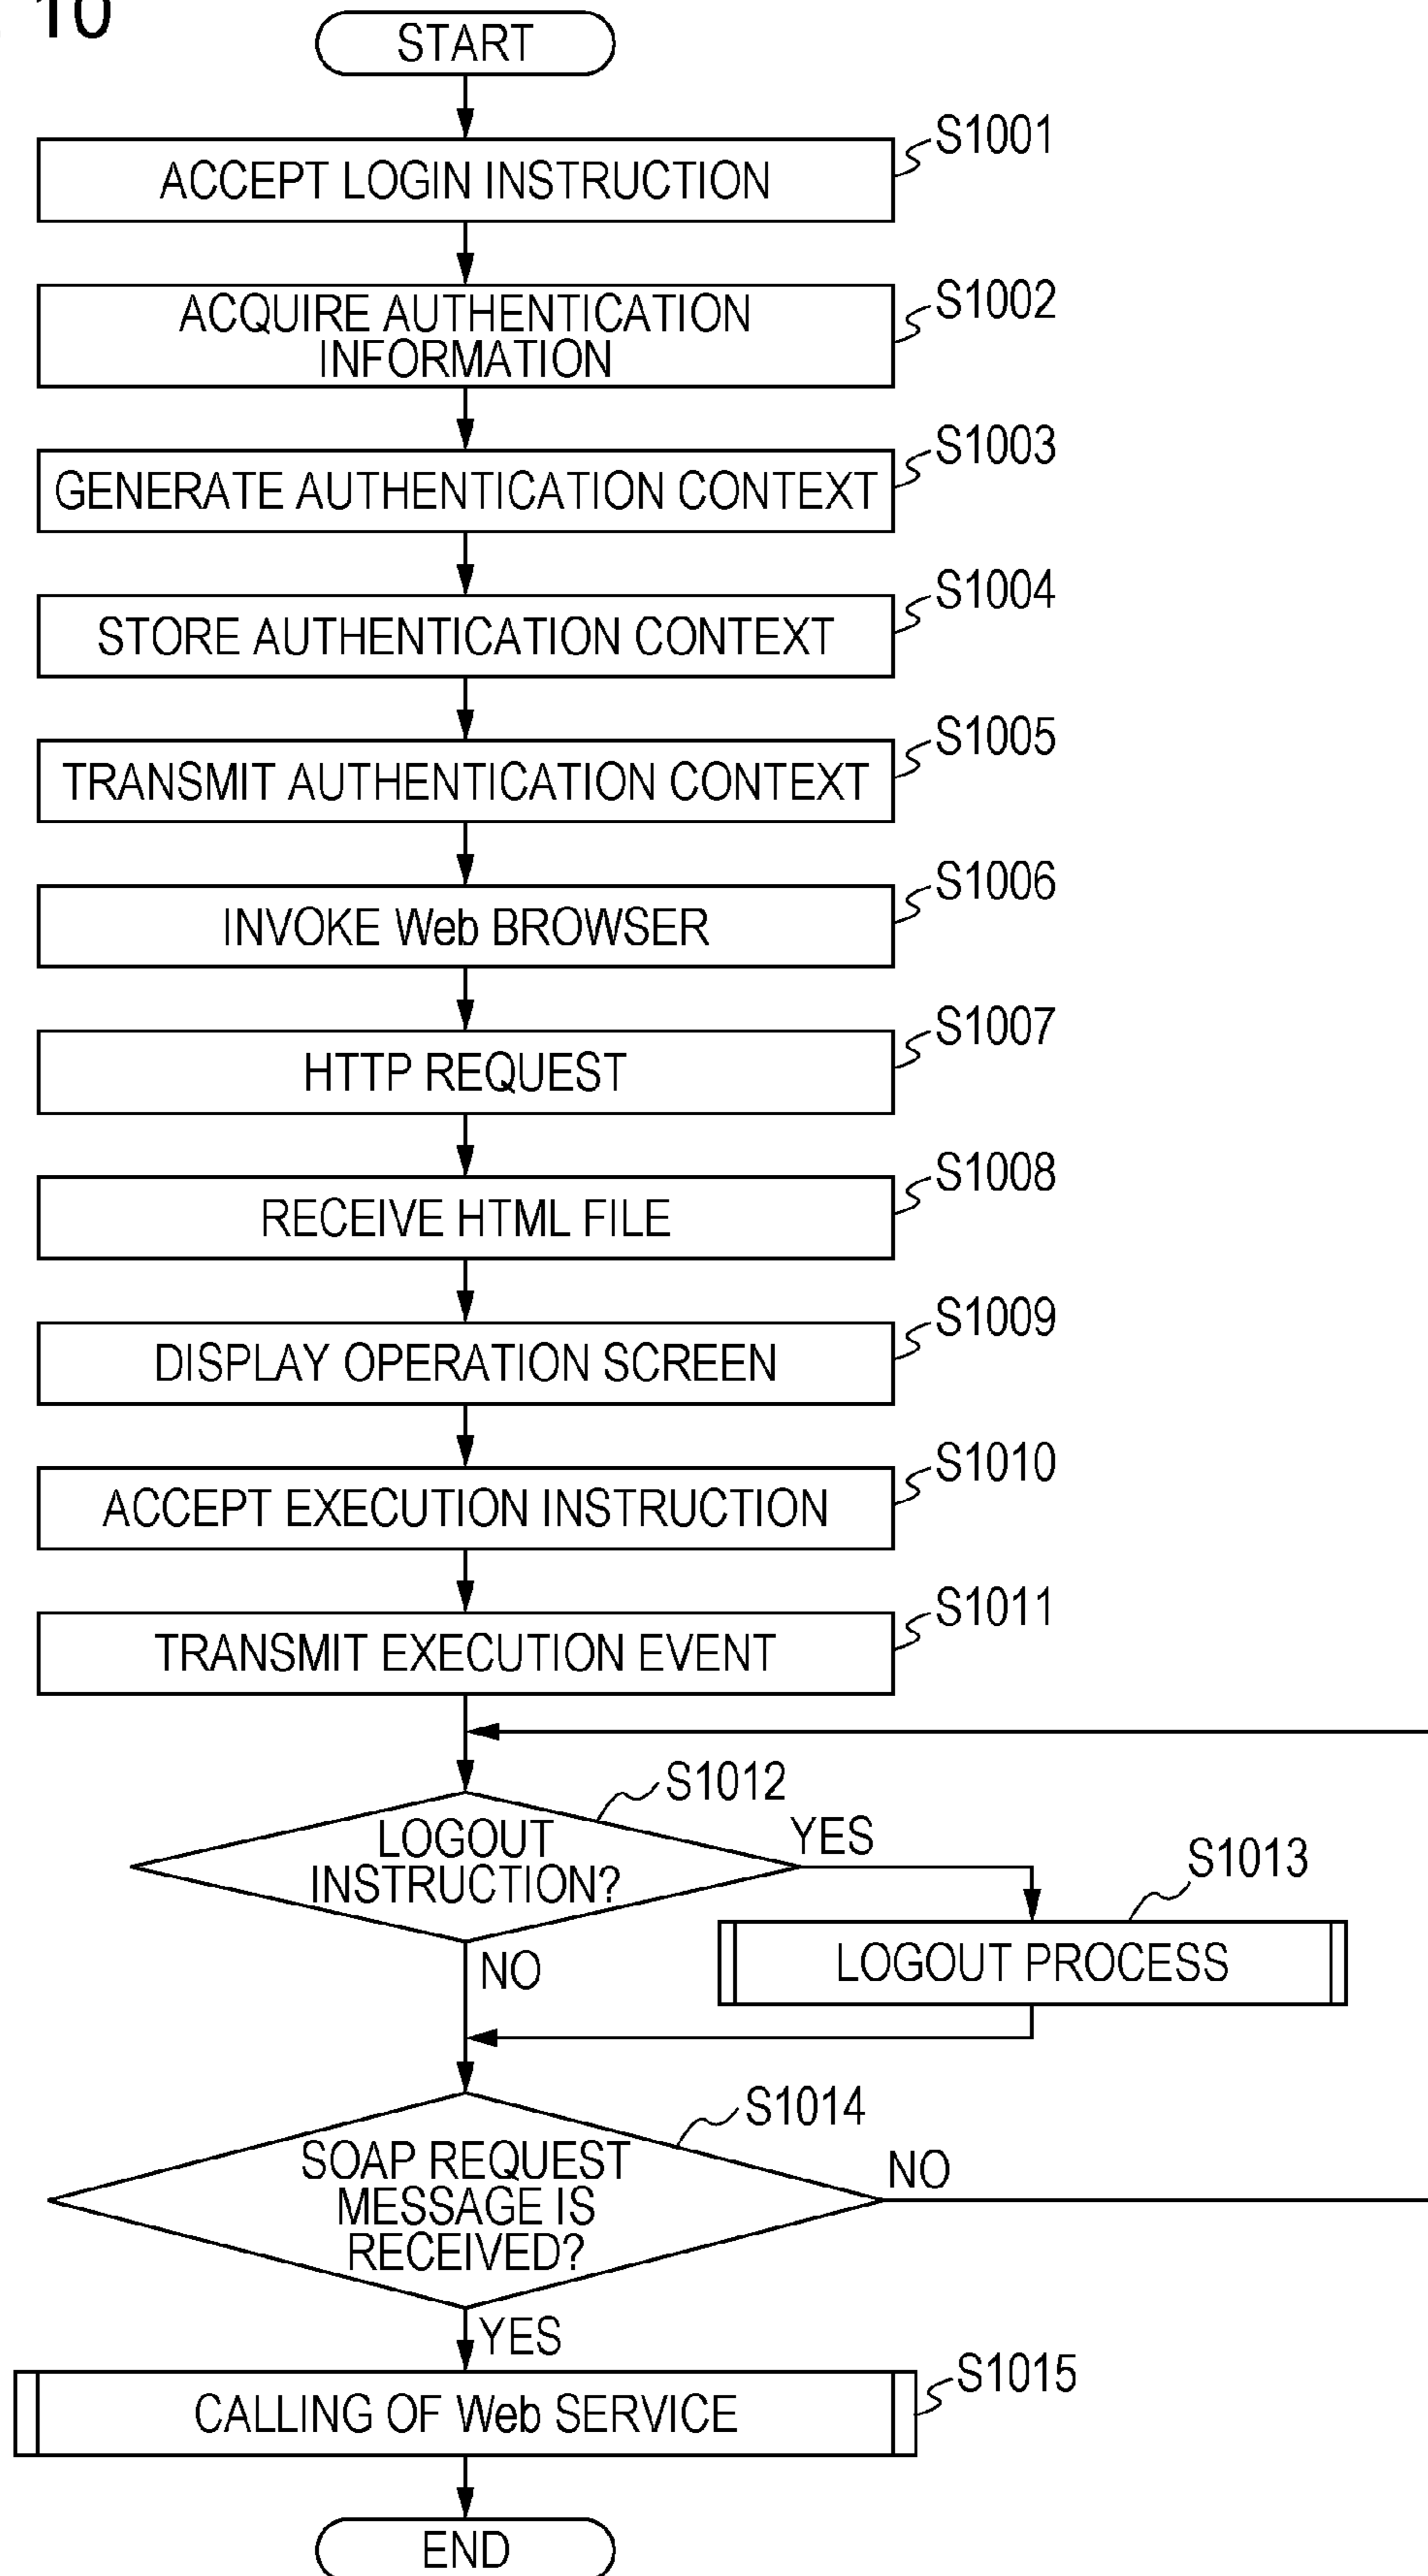 10
START
S1001
ACCEPT LOGIN INSTRUCTION
S1002
ACQUIRE AUTHENTICATION
INFORMATION
S1003
GENERATE AUTHENTICATION CONTEXT
S1004
STORE AUTHENTICATION CONTEXT
S1005
TRANSMIT AUTHENTICATION CONTEXT
S1006
INVOKE Web BROWSER
S1007
HTTP REQUEST
S1008
RECEIVE HTML FILE
S1009
DISPLAY OPERATION SCREEN
S1010
ACCEPT EXECUTION INSTRUCTION
S1011
TRANSMIT EXECUTION EVENT
S1012
LOGOUT
INSTRUCTION?
YES
S1013
LOGOUT PROCESS
NO
S1014
SOAP REQUEST
MESSAGE IS
RECEIVED?
NO
YES
S1015
CALLING OF Web SERVICE
END